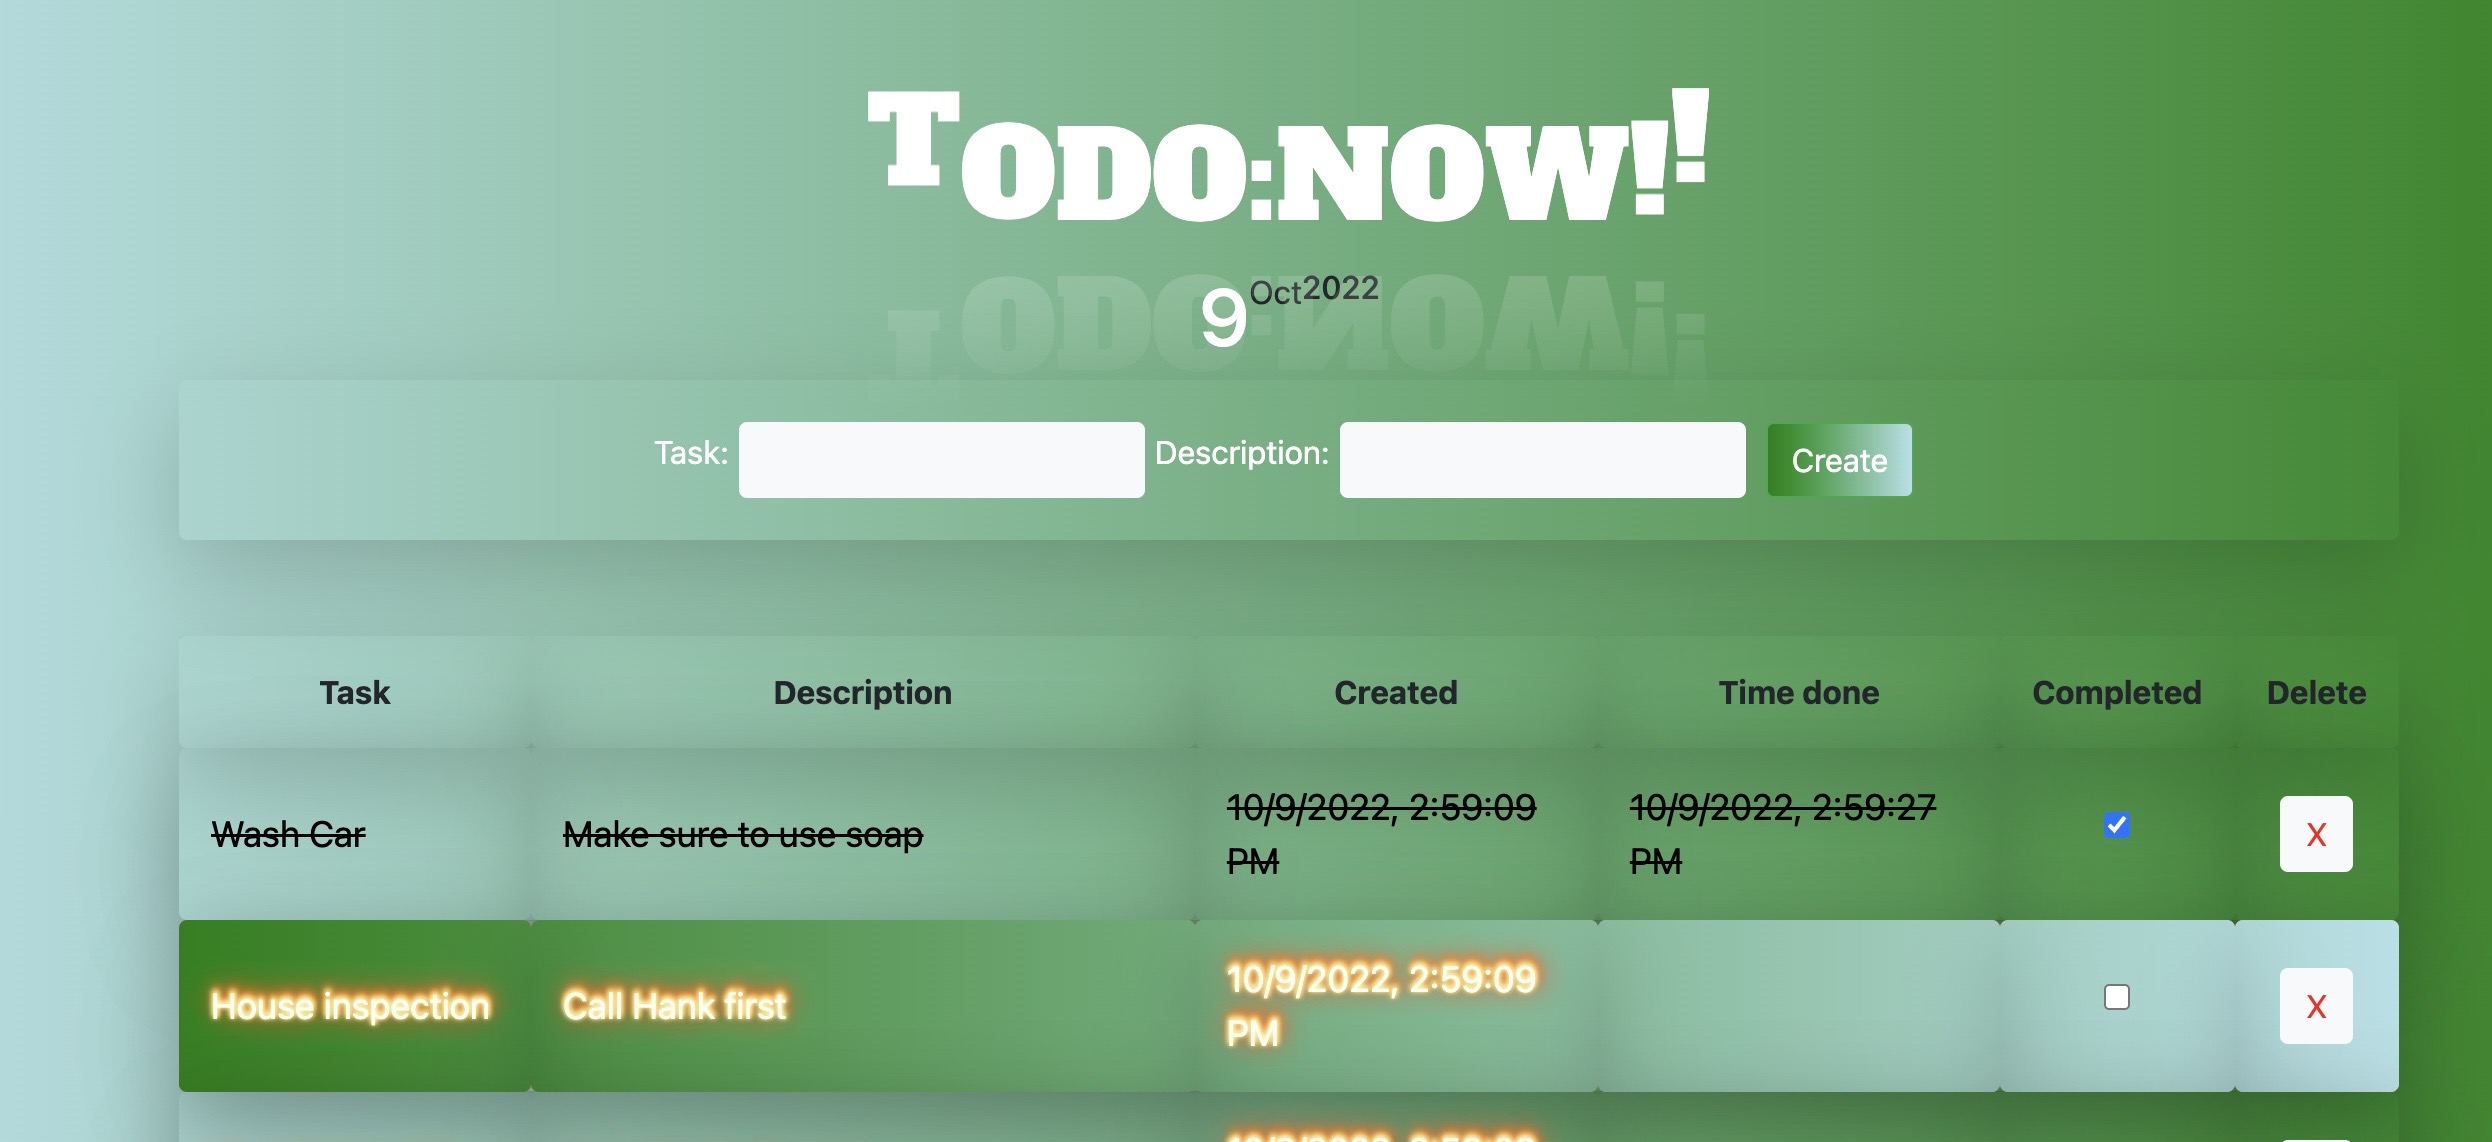 TODO:NOW!!
9 Oct 2022
Task: Description: Create
Task Description Created Time done Completed Delete
Wash Car Make sure to use soap 10/9/2022, 2:59:09 PM 10/9/2022, 2:59:27 PM X
House inspection Call Hank first 10/9/2022, 2:59:09 PM X